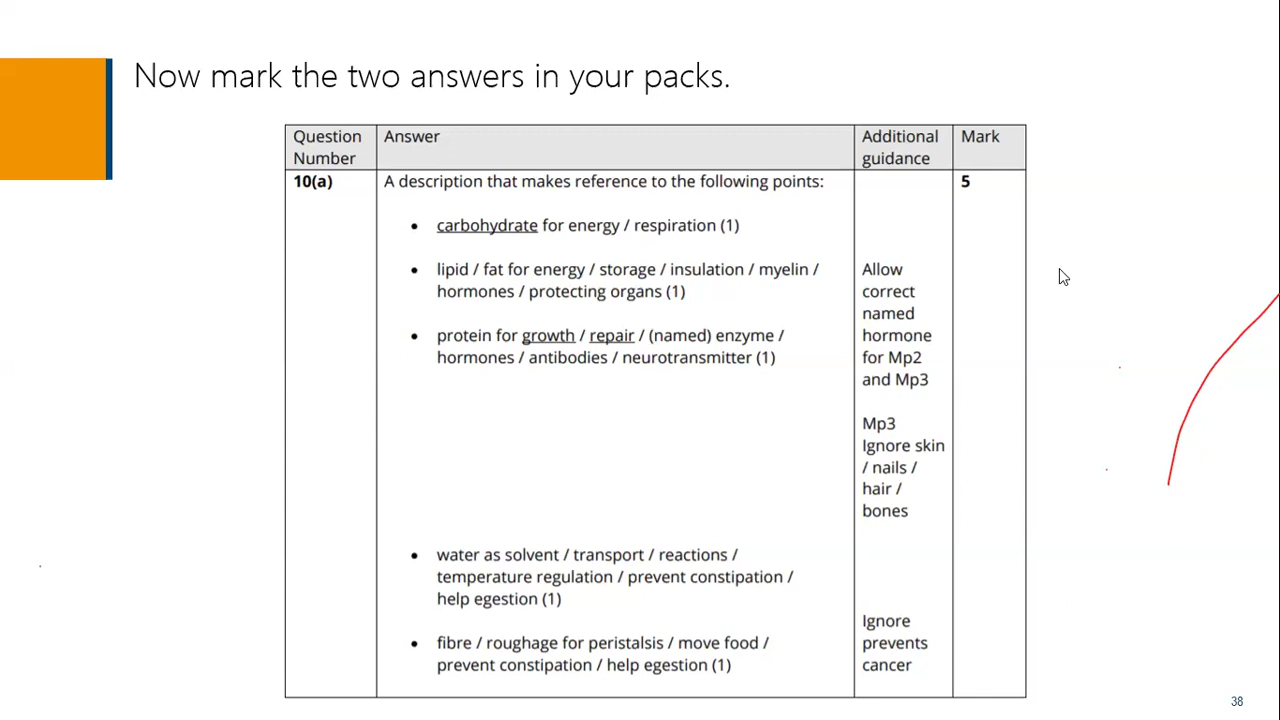 Now mark the two answers in your packs.
Question Number
Answer
Additional guidance
Mark
10(a)
A description that makes reference to the following points:
5
• carbohydrate for energy / respiration (1)
• lipid / fat for energy / storage / insulation / myelin /
hormones / protecting organs (1)
Allow
correct
named
hormone
for Mp2
and Mp3
• protein for growth / repair / (named) enzyme /
hormones / antibodies / neurotransmitter (1)
Mp3
Ignore skin
/ nails /
hair /
bones
• water as solvent / transport / reactions /
temperature regulation / prevent constipation /
help egestion (1)
• fibre / roughage for peristalsis / move food /
prevent constipation / help egestion (1)
Ignore
prevents
cancer
38